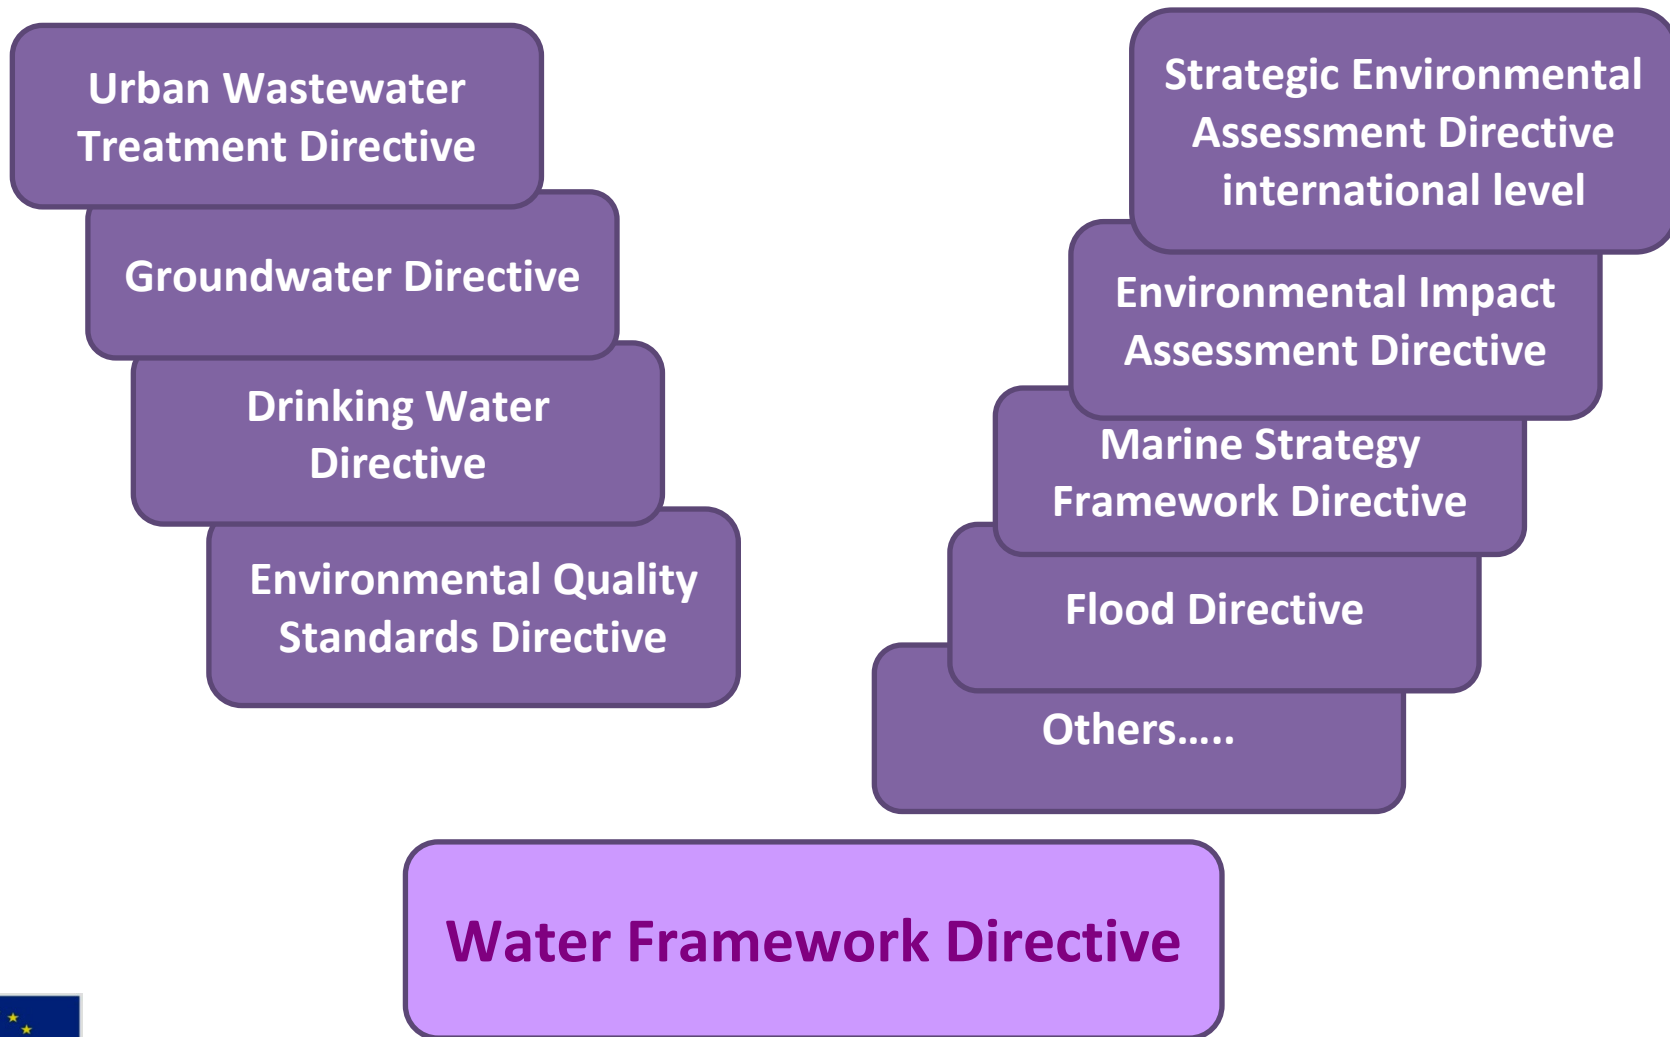 Urban Wastewater
Treatment Directive
Groundwater Directive
Drinking Water
Directive
Environmental Quality
Standards Directive
Strategic Environmental
Assessment Directive
international level
Environmental Impact
Assessment Directive
Marine Strategy
Framework Directive
Flood Directive
Others.....
Water Framework Directive